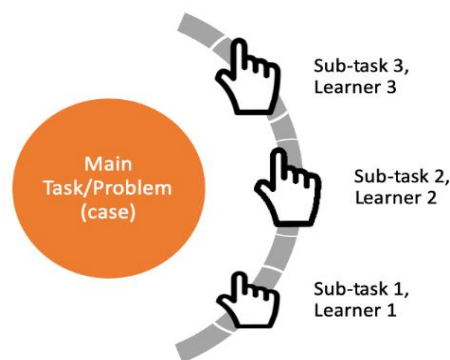 Sub-task 3,
Learner 3
Main
Task/Problem
(case)
Sub-task 2,
Learner 2
Sub-task 1,
Learner 1